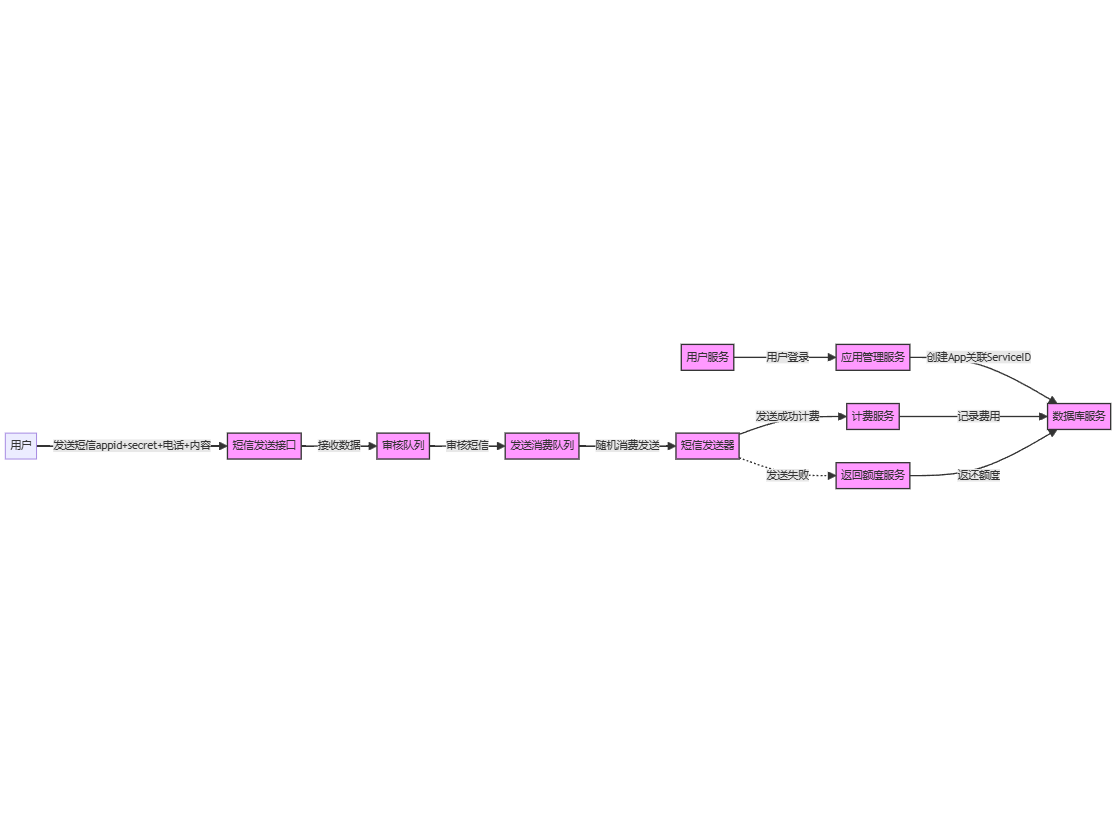 用户服务
用户登录
应用管理服务
创建App关联ServiceID
发送成功计费
计费服务
记录费用
数据库服务
用户
发送短信appid+secret+电话+内容
短信发送接口
接收数据
审核队列
审核短信
发送消费队列
随机消费发送
短信发送器
发送失败
返回额度服务
返还额度